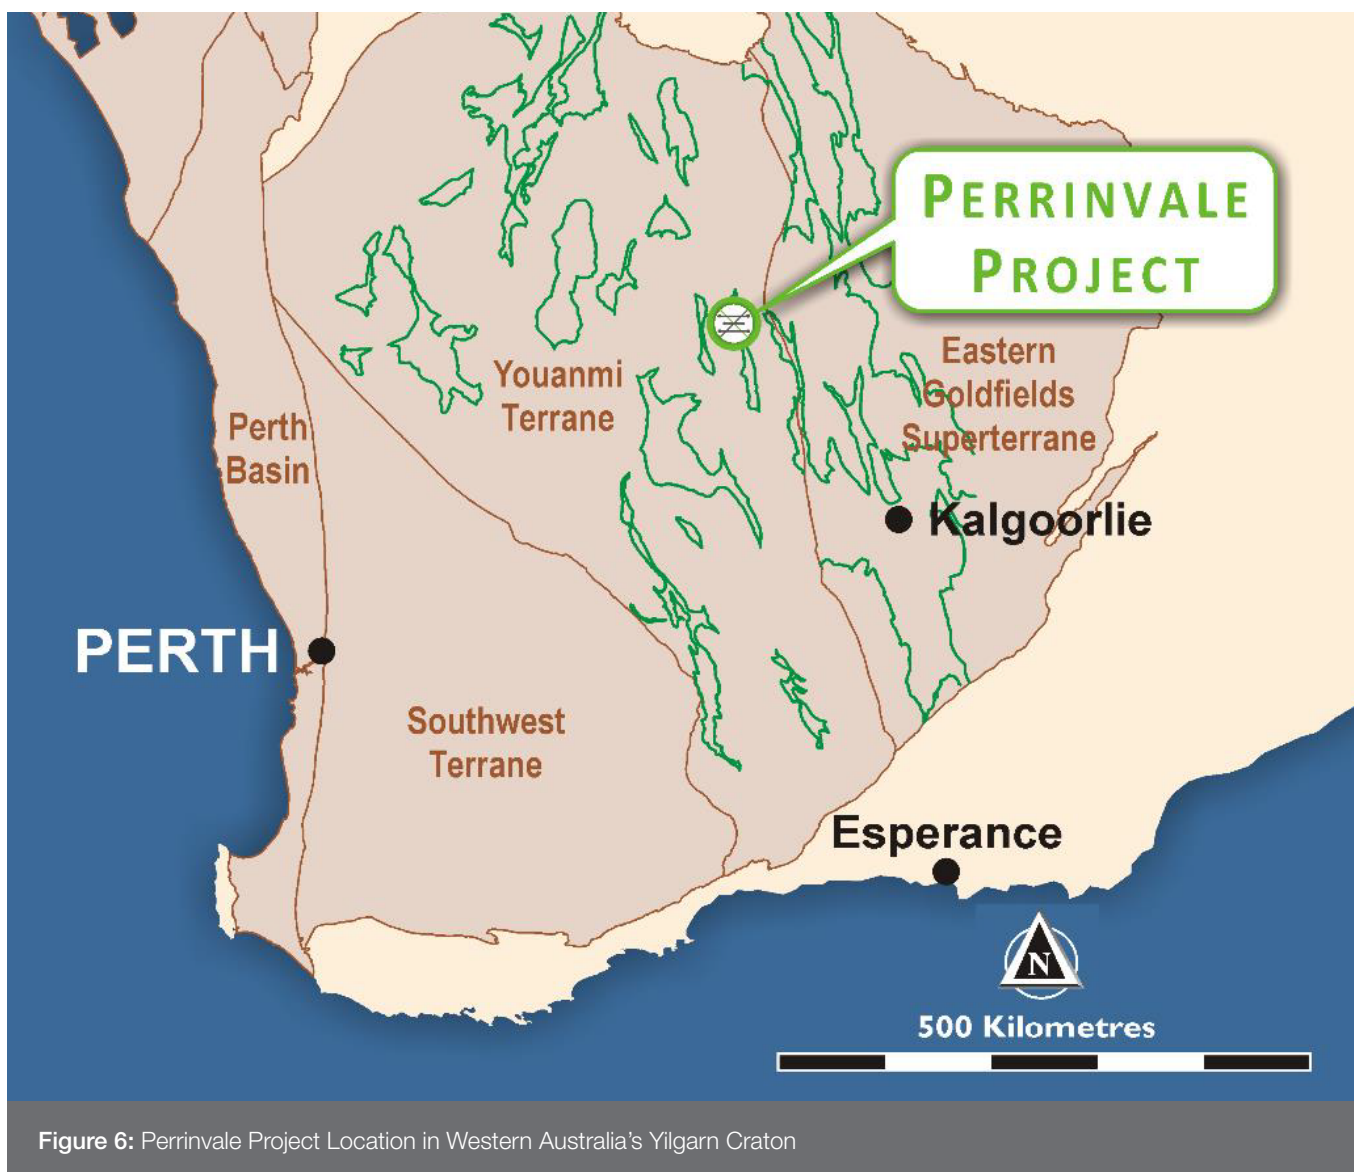 PERRINVALE
PROJECT
Eastern
Goldfields
Superterrane
Youanmi
Terrane
Perth
Basin
Kalgoorlie
PERTH
Southwest
Terrane
Esperance
N
500 Kilometres
Figure 6: Perrinvale Project Location in Western Australia's Yilgarn Craton